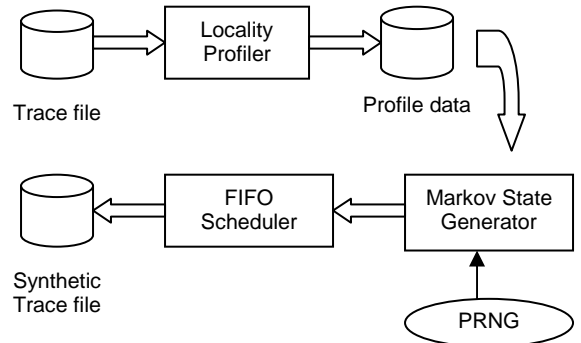 Locality
Profiler
Trace file
Profile data
FIFO
Scheduler
Markov State
Generator
Synthetic
Trace file
PRNG